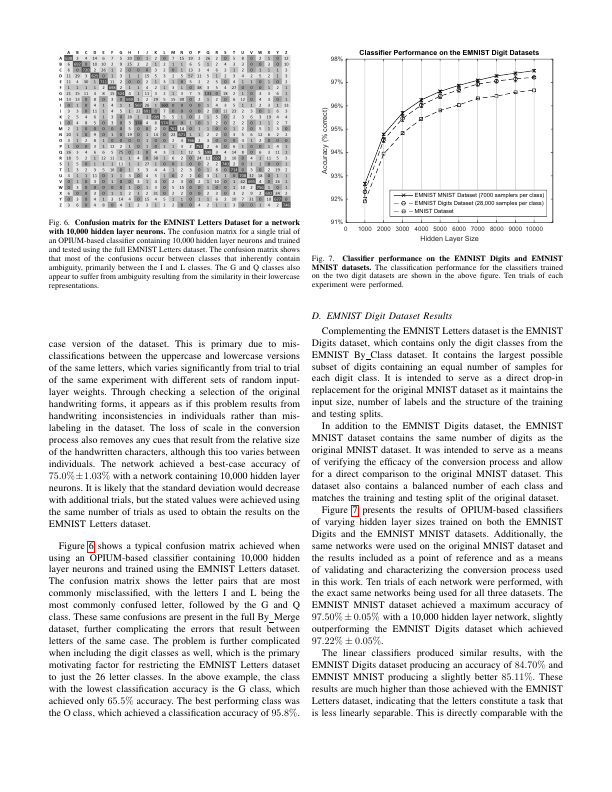 A B C D E F G H I J K L M N O P Q R S T U V W X Y Z
Fig. 6. Confusion matrix for the EMNIST Letters Dataset for a network
with 10,000 hidden layer neurons. The confusion matrix for a single trial of
an OPIUM-based classifier containing 10,000 hidden layer neurons and trained
and tested using the full EMNIST Letters dataset. The confusion matrix shows
that most of the confusions occur between classes that inherently contain
ambiguity, primarily between the I and L classes. The G and Q classes also
appear to suffer from ambiguity resulting from the similarity in their lowercase
representations.
case version of the dataset. This is primary due to mis-
classifications between the uppercase and lowercase versions
of the same letters, which varies significantly from trial to trial
of the same experiment with different sets of random input-
layer weights. Through checking a selection of the original
handwriting forms, it appears as if this problem results from
handwriting inconsistencies in individuals rather than mis-
labeling in the dataset. The loss of scale in the conversion
process also removes any cues that result from the relative size
of the handwritten characters, although this too varies between
individuals. The network achieved a best-case accuracy of
75.0%±1.03% with a network containing 10,000 hidden layer
neurons. It is likely that the standard deviation would decrease
with additional trials, but the stated values were achieved using
the same number of trials as used to obtain the results on the
EMNIST Letters dataset.
Figure 6 shows a typical confusion matrix achieved when
using an OPIUM-based classifier containing 10,000 hidden
layer neurons and trained using the EMNIST Letters dataset.
The confusion matrix shows the letter pairs that are most
commonly misclassified, with the letters I and L being the
most commonly confused letter, followed by the G and Q
class. These same confusions are present in the full By_Merge
dataset, further complicating the errors that result between
letters of the same case. The problem is further complicated
when including the digit classes as well, which is the primary
motivating factor for restricting the EMNIST Letters dataset
to just the 26 letter classes. In the above example, the class
with the lowest classification accuracy is the G class, which
achieved only 65.5% accuracy. The best performing class was
the O class, which achieved a classification accuracy of 95.8%.
Classifier Performance on the EMNIST Digit Datasets
98%
97%
96%
95%
94%
93%
92%
91%
Accuracy (% correct)
EMNIST MNIST Dataset (7000 samples per class)
EMNIST Digits Dataset (28,000 samples per class)
MNIST Dataset
0 1000 2000 3000 4000 5000 6000 7000 8000 9000 10000
Hidden Layer Size
Fig. 7. Classifier performance on the EMNIST Digits and EMNIST
MNIST datasets. The classification performance for the classifiers trained
on the two digit datasets are shown in the above figure. Ten trials of each
experiment were performed.
D. EMNIST Digit Dataset Results
Complementing the EMNIST Letters dataset is the EMNIST
Digits dataset, which contains only the digit classes from the
EMNIST By_Class dataset. It contains the largest possible
subset of digits containing an equal number of samples for
each digit class. It is intended to serve as a direct drop-in
replacement for the original MNIST dataset as it maintains the
input size, number of labels and the structure of the training
and testing splits.
In addition to the EMNIST Digits dataset, the EMNIST
MNIST dataset contains the same number of digits as the
original MNIST dataset. It was intended to serve as a means
of verifying the efficacy of the conversion process and allow
for a direct comparison to the original MNIST dataset. This
dataset also contains a balanced number of each class and
matches the training and testing split of the original dataset.
Figure 7 presents the results of OPIUM-based classifiers
of varying hidden layer sizes trained on both the EMNIST
Digits and the EMNIST MNIST datasets. Additionally, the
same networks were used on the original MNIST dataset and
the results included as a point of reference and as a means
of validating and characterizing the conversion process used
in this work. Ten trials of each network were performed, with
the exact same networks being used for all three datasets. The
EMNIST MNIST dataset achieved a maximum accuracy of
97.50%±0.05% with a 10,000 hidden layer network, slightly
outperforming the EMNIST Digits dataset which achieved
97.22% ± 0.05%.
The linear classifiers produced similar results, with the
EMNIST Digits dataset producing an accuracy of 84.70% and
EMNIST MNIST producing a slightly better 85.11%. These
results are much higher than those achieved with the EMNIST
Letters dataset, indicating that the letters constitute a task that
is less linearly separable. This is directly comparable with the